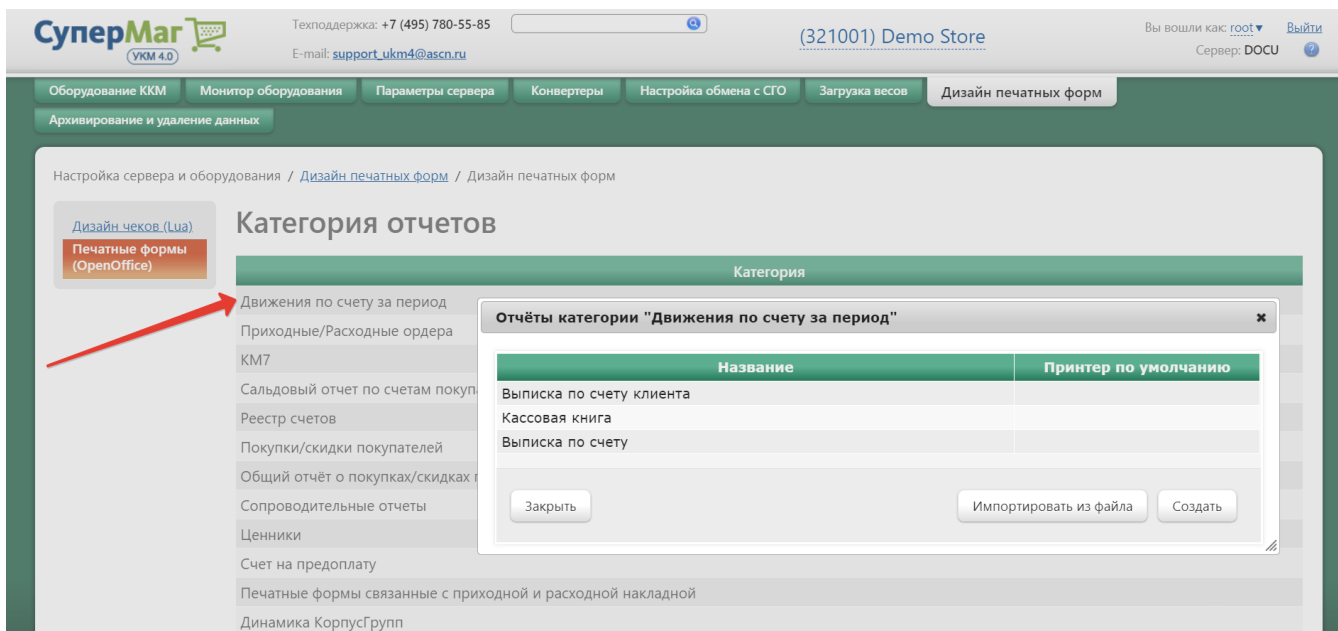 СуперМаг
УКМ 4.0
Техподдержка: +7 (495) 780-55-85
E-mail: support_ukm4@ascn.ru
(321001) Demo Store
Вы вошли как: root▼ Выйти
Сервер: DOCU ?
Оборудование ККМ Монитор оборудования Параметры сервера Конвертеры Настройка обмена с СГО Загрузка весов Дизайн печатных форм
Архивирование и удаление данных
Настройка сервера и оборудования / Дизайн печатных форм / Дизайн печатных форм
Дизайн чеков (Lua)
Печатные формы
(OpenOffice)
Категория отчетов
Категория
Движения по счету за период
Приходные/Расходные ордера
КМ7
Сальдовый отчет по счетам
Реестр счетов
Покупки/скидки покупателей
Общий отчёт о покупках/скидках
Сопроводительные отчеты
Ценники
Счет на предоплату
Печатные формы связанные с приходной и расходной накладной
Динамика КорпусГрупп
Отчёты категории "Движения по счету за период"
Название Принтер по умолчанию
Выписка по счету клиента
Кассовая книга
Выписка по счету
Закрыть Импортировать из файла Создать